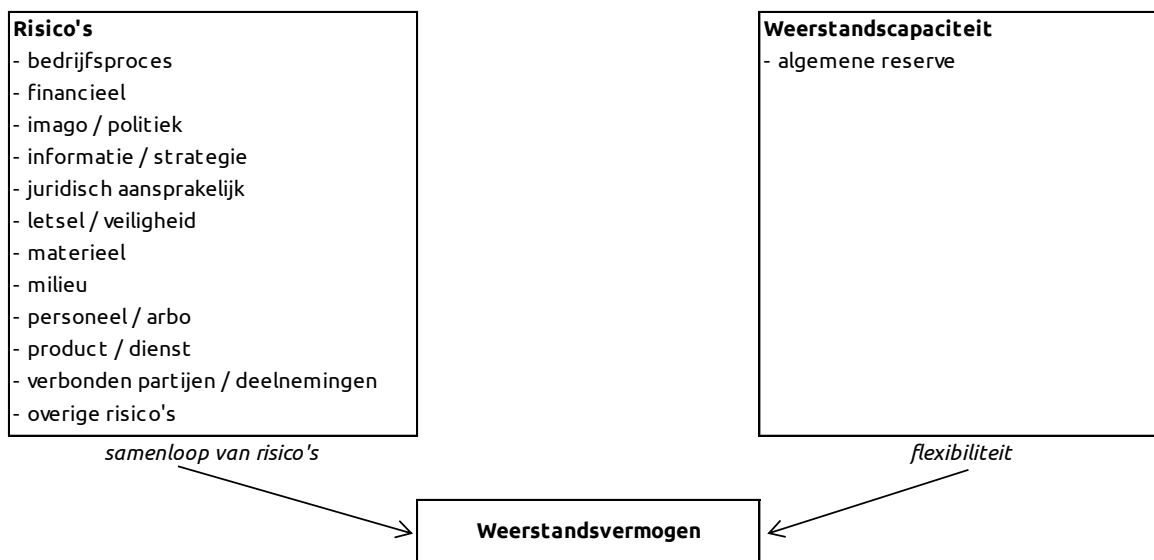 Risico's
- bedrijfsproces
- financieel
- imago / politiek
- informatie / strategie
- juridisch aansprakelijk
- letsel / veiligheid
- materieel
- milieu
- personeel / arbo
- product / dienst
- verbonden partijen / deelnemingen
- overige risico's
samenloop van risico's
Weerstandscapaciteit
- algemene reserve
flexibiliteit
Weerstandsvermogen